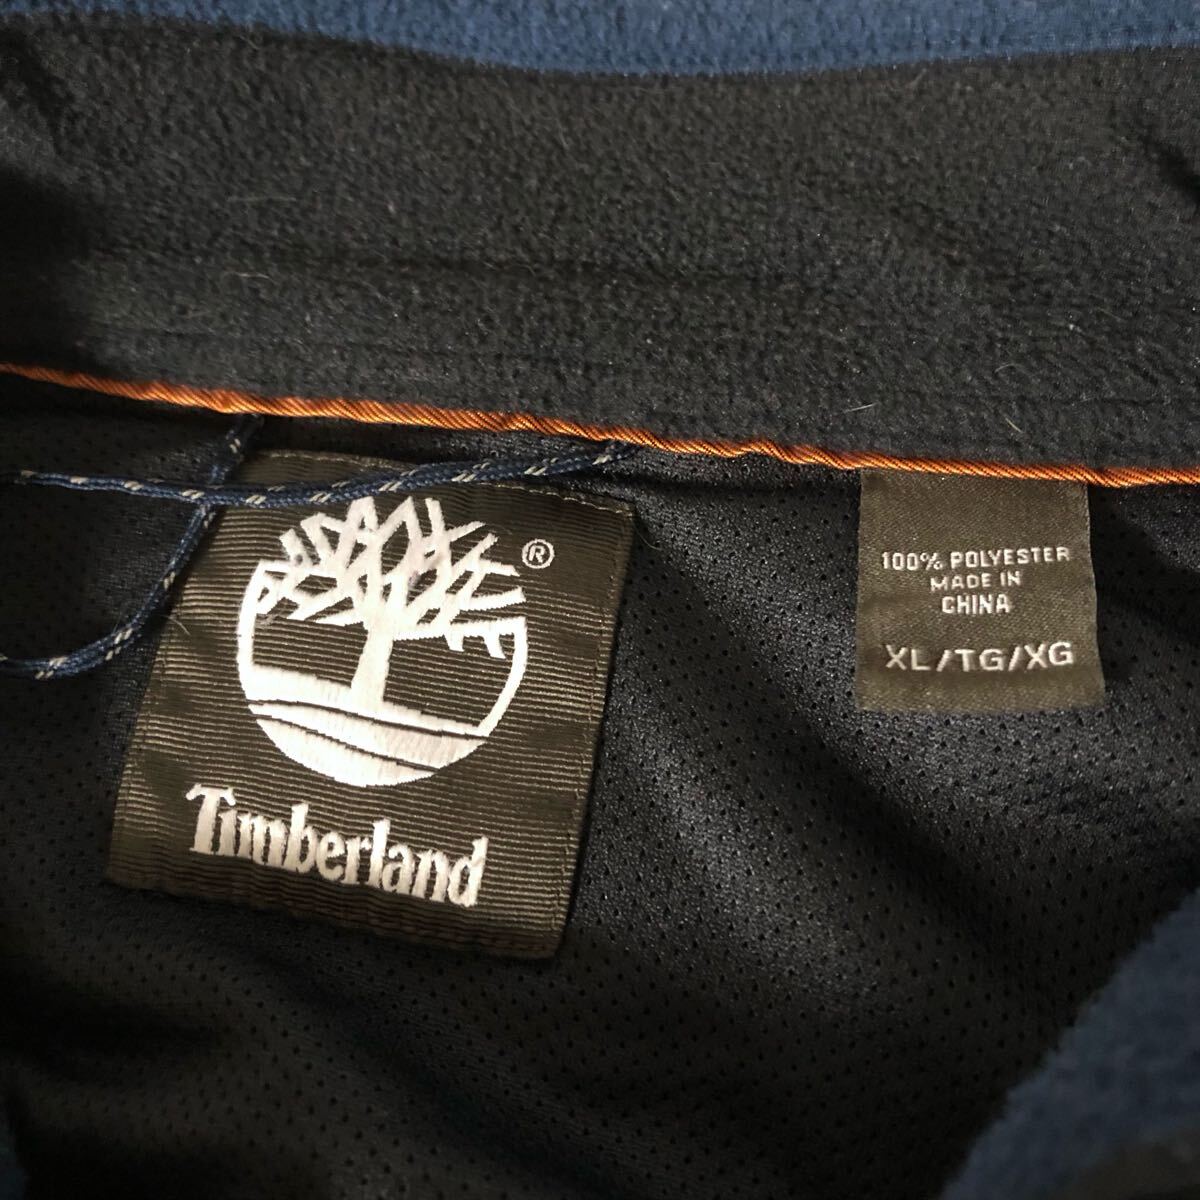 ®
Timberland
100% POLYESTER
MADE IN
CHINA
XL/TG/XG